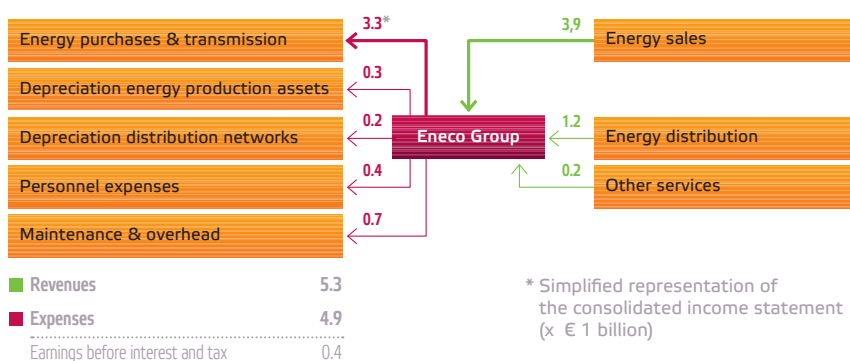 Energy purchases & transmission
3.3*
Depreciation energy production assets
0.3
Depreciation distribution networks
0.2
Personnel expenses
0.4
Maintenance & overhead
0.7
Eneco Group
3,9
Energy sales
1.2
Energy distribution
0.2
Other services
Revenues 5.3
Expenses 4.9
Earnings before interest and tax 0.4
* Simplified representation of
the consolidated income statement
(x € 1 billion)